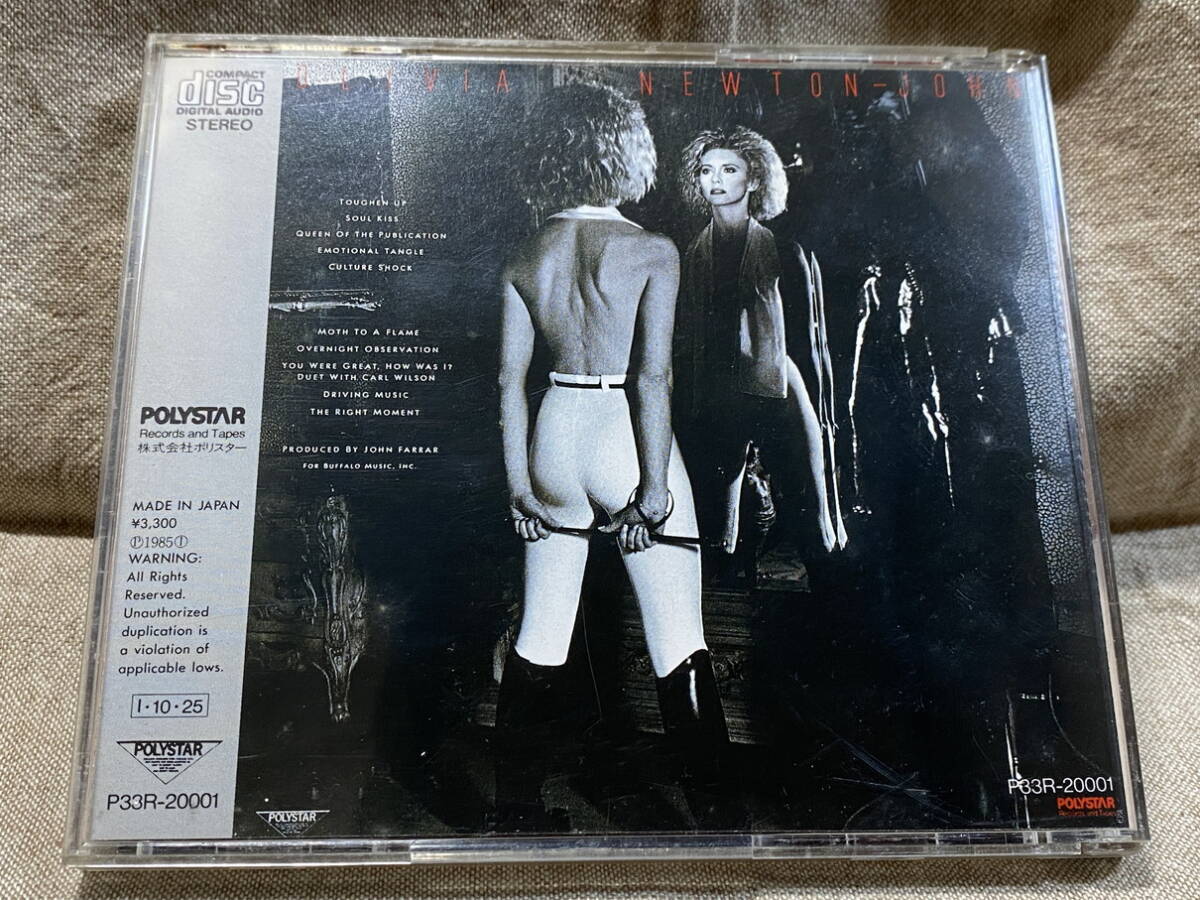 COMPACT
disc
DIGITAL AUDIO
STEREO
POLYSTAR
Records and Tapes
株式会社ポリスター
MADE IN JAPAN
¥3,300
Ⓟ1985Ⓘ
WARNING:
All Rights
Reserved.
Unauthorized
duplication is
a violation of
applicable lows.
I·10·25
POLYSTAR
P33R-20001
OLIVIA NEWTON-JOHN
TOUGHEN UP
SOUL KISS
QUEEN OF THE PUBLICATION
EMOTIONAL TANGLE
CULTURE SHOCK
MOTH TO A FLAME
OVERNIGHT OBSERVATION
YOU WERE GREAT, HOW WAS I?
DUET WITH CARL WILSON
DRIVING MUSIC
THE RIGHT MOMENT
PRODUCED BY JOHN FARRAR
FOR BUFFALO MUSIC, INC.
POLYSTAR
P33R-20001
POLYSTAR
Records and Tapes